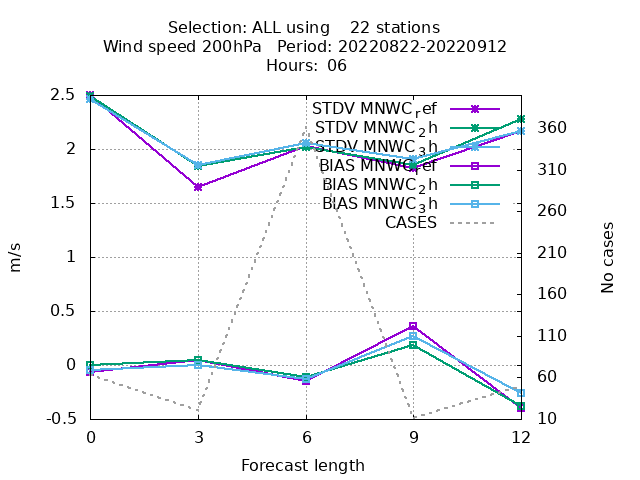 Selection: ALL using 22 stations
Wind speed 200hPa Period: 20220822-20220912
Hours: 06
STDV MNWC_ref
STDV MNWC_2h
STDV MNWC_3h
BIAS MNWC_ref
BIAS MNWC_2h
BIAS MNWC_3h
CASES
2.5
2
1.5
1
0.5
0
-0.5
360
310
260
210
160
110
60
10
m/s
No cases
0
3
6
9
12
Forecast length